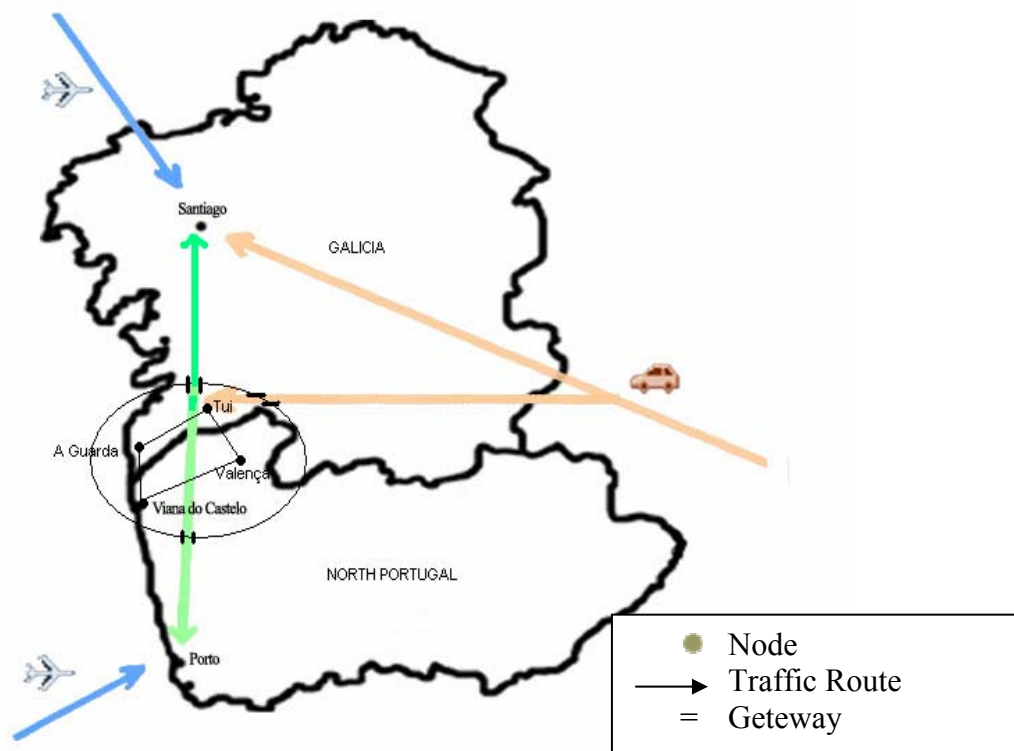 Santiago
GALICIA
Tui
A Guarda
Valença
Viana do Castelo
NORTH PORTUGAL
Porto
Node
Traffic Route
= Geteway